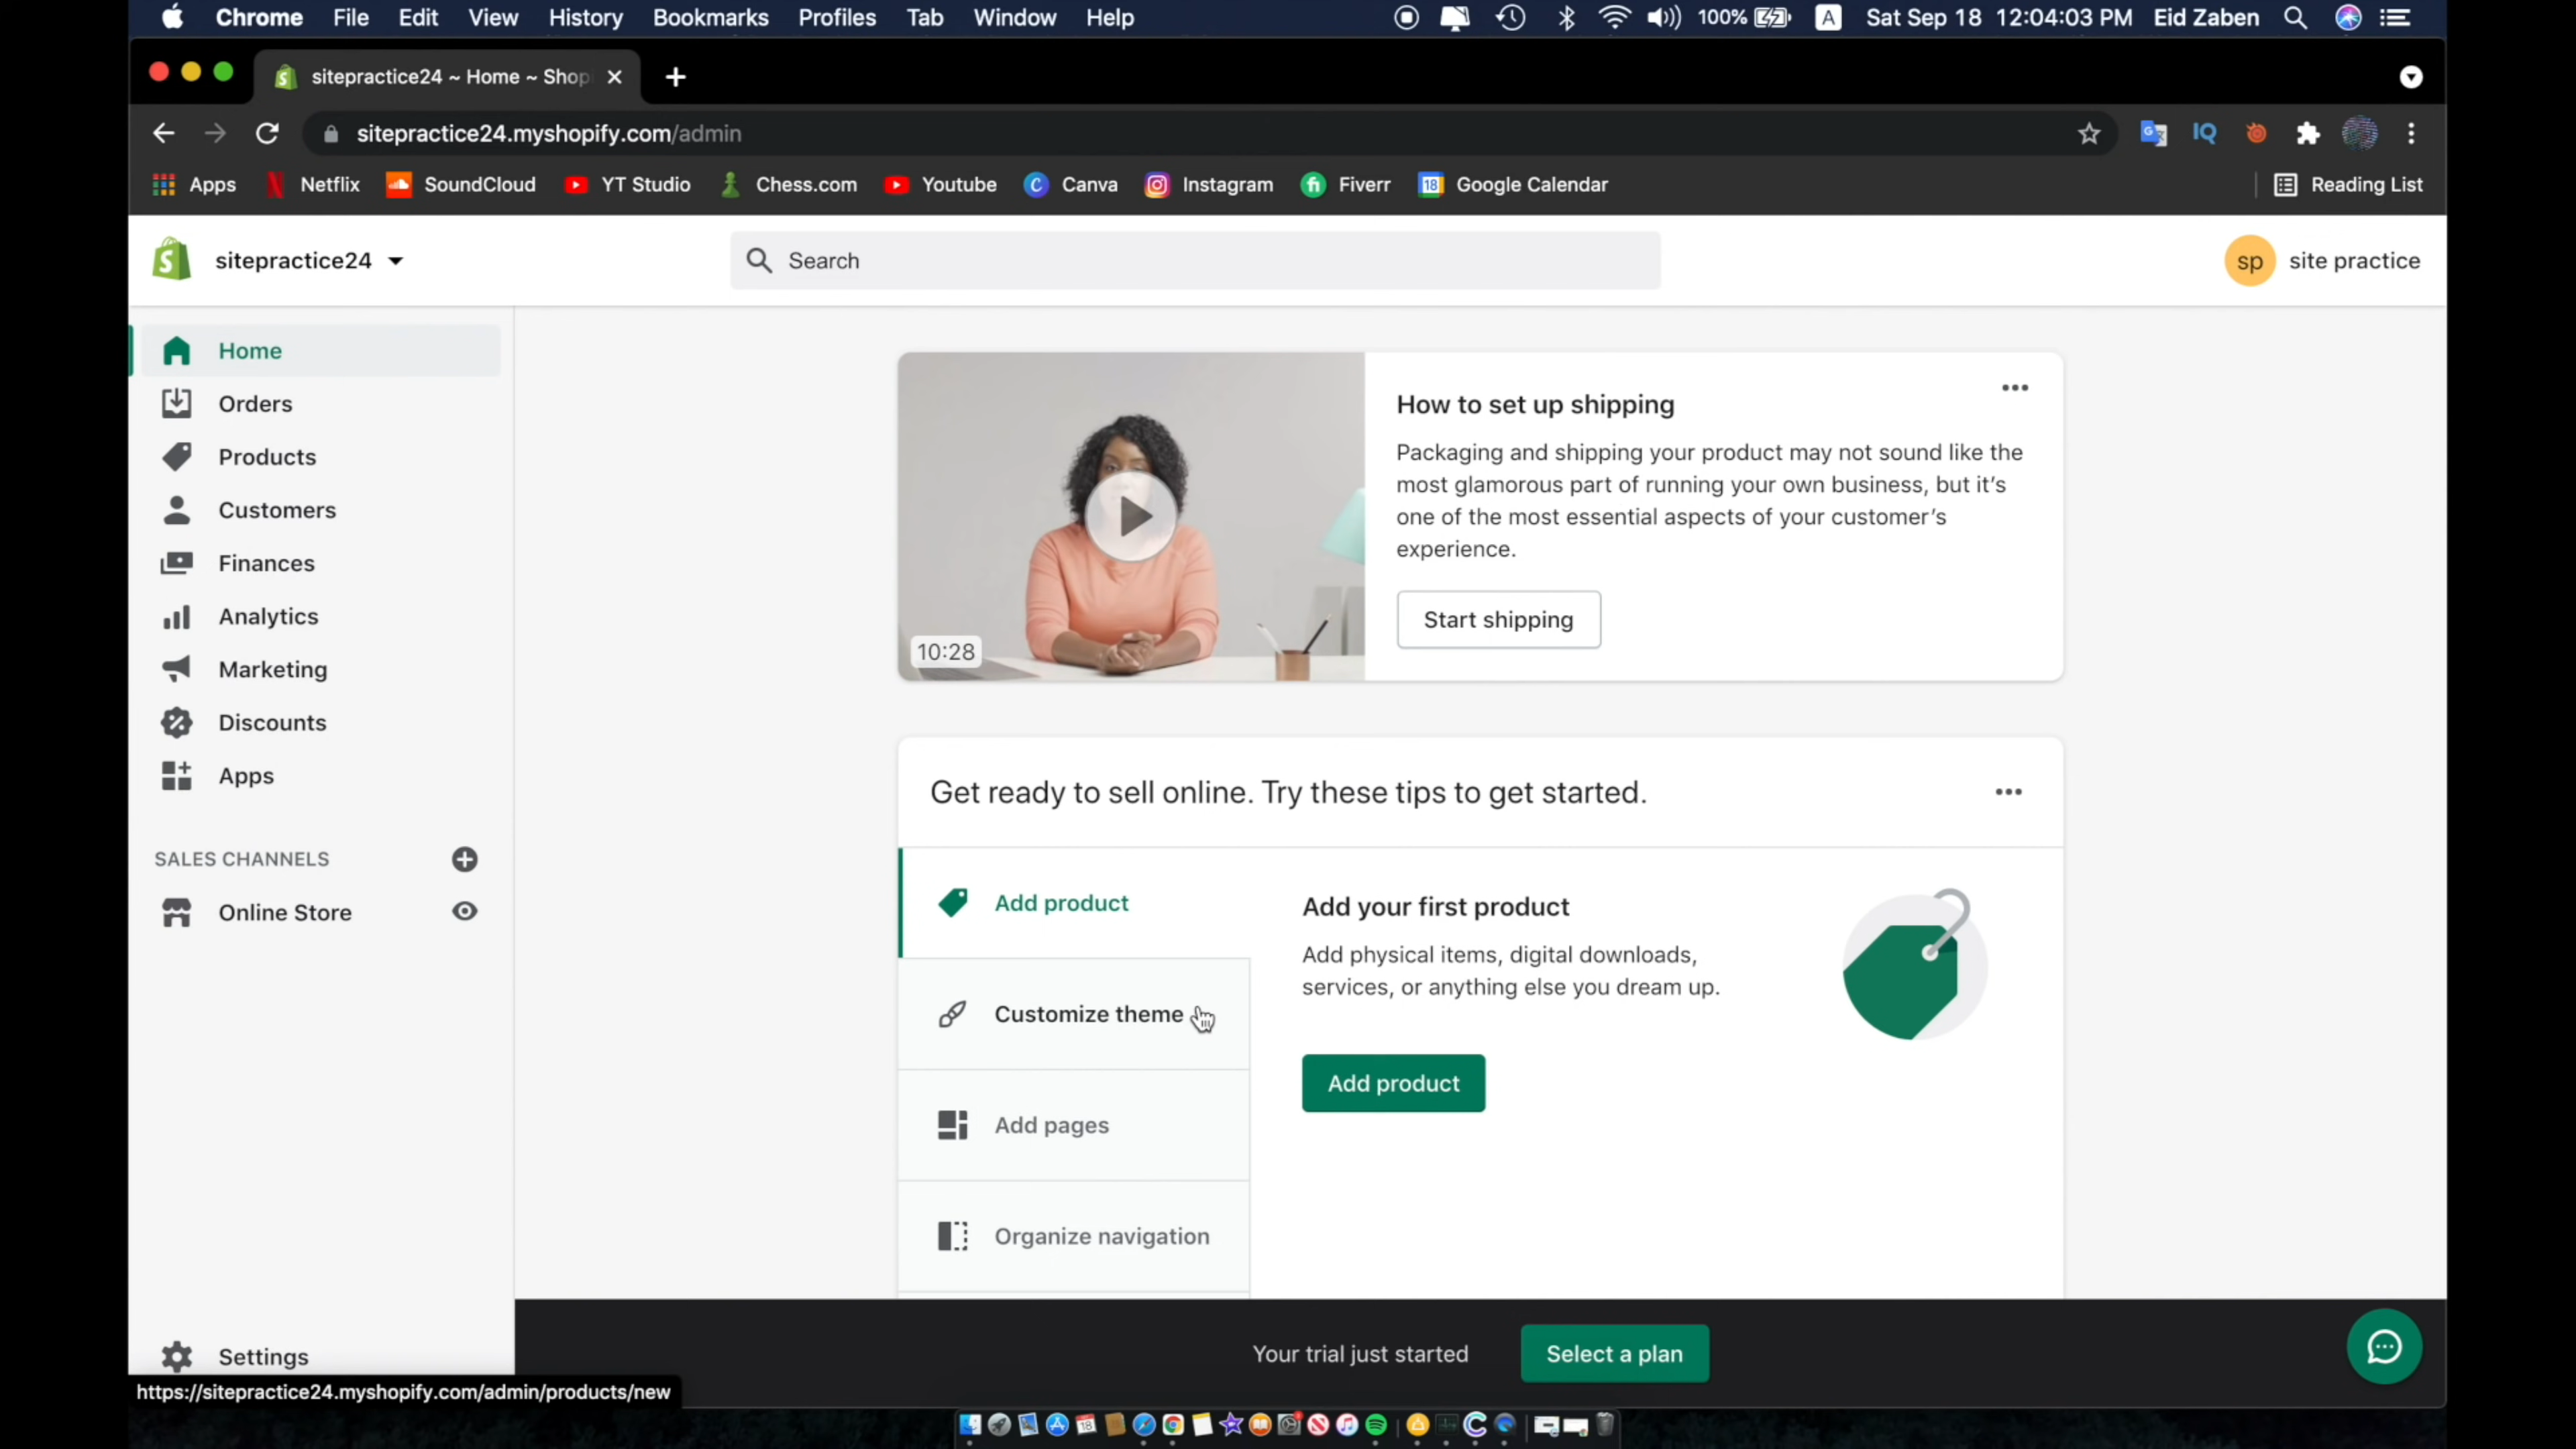 Chrome File Edit View History Bookmarks Profiles Tab Window Help 100% A Sat Sep 18 12:04:03 PM Eid Zaben
sitepractice24 ~ Home ~ Shop
sitepractice24.myshopify.com/admin
Apps Netflix SoundCloud YT Studio Chess.com Youtube Canva Instagram Fiverr 18 Google Calendar Reading List
sitepractice24 Search sp site practice
Home
Orders
Products
Customers
Finances
Analytics
Marketing
Discounts
Apps
SALES CHANNELS
Online Store
Settings
https://sitepractice24.myshopify.com/admin/products/new
10:28
How to set up shipping
Packaging and shipping your product may not sound like the
most glamorous part of running your own business, but it's
one of the most essential aspects of your customer's
experience.
Start shipping
Get ready to sell online. Try these tips to get started.
Add product
Customize theme
Add pages
Organize navigation
Add your first product
Add physical items, digital downloads,
services, or anything else you dream up.
Add product
Your trial just started Select a plan